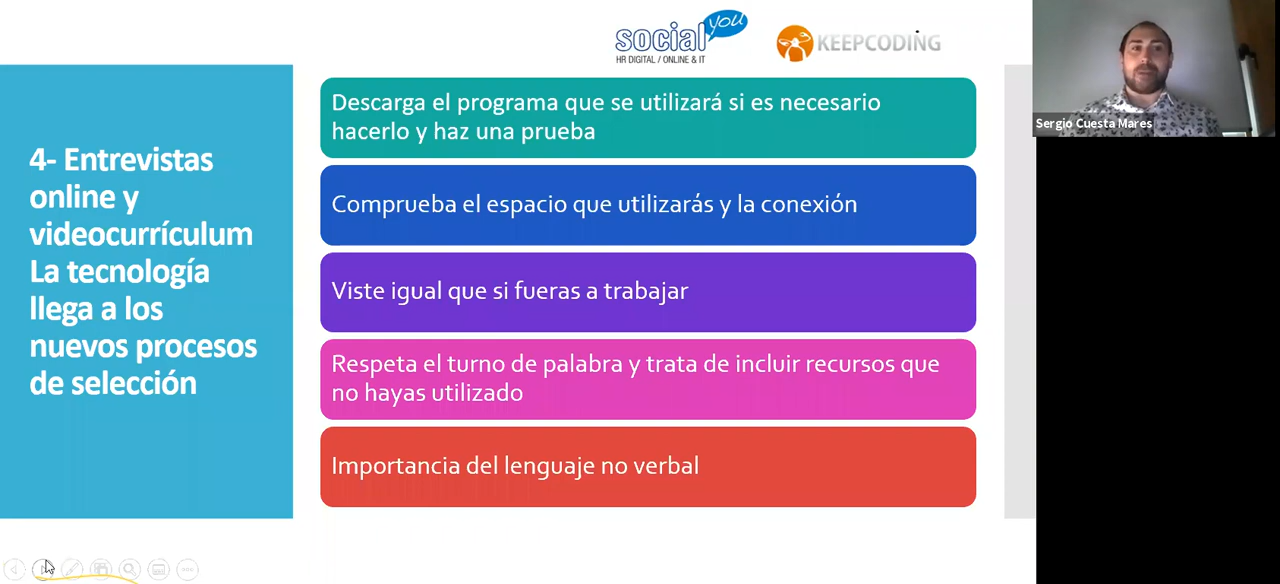 social you
HR DIGITAL / ONLINE & IT
KEEPCODING
4- Entrevistas
online y
videocurrículum
La tecnología
llega a los
nuevos procesos
de selección
Descarga el programa que se utilizará si es necesario
hacerlo y haz una prueba
Comprueba el espacio que utilizarás y la conexión
Viste igual que si fueras a trabajar
Respeta el turno de palabra y trata de incluir recursos que
no hayas utilizado
Importancia del lenguaje no verbal
Sergio Cuesta Mares